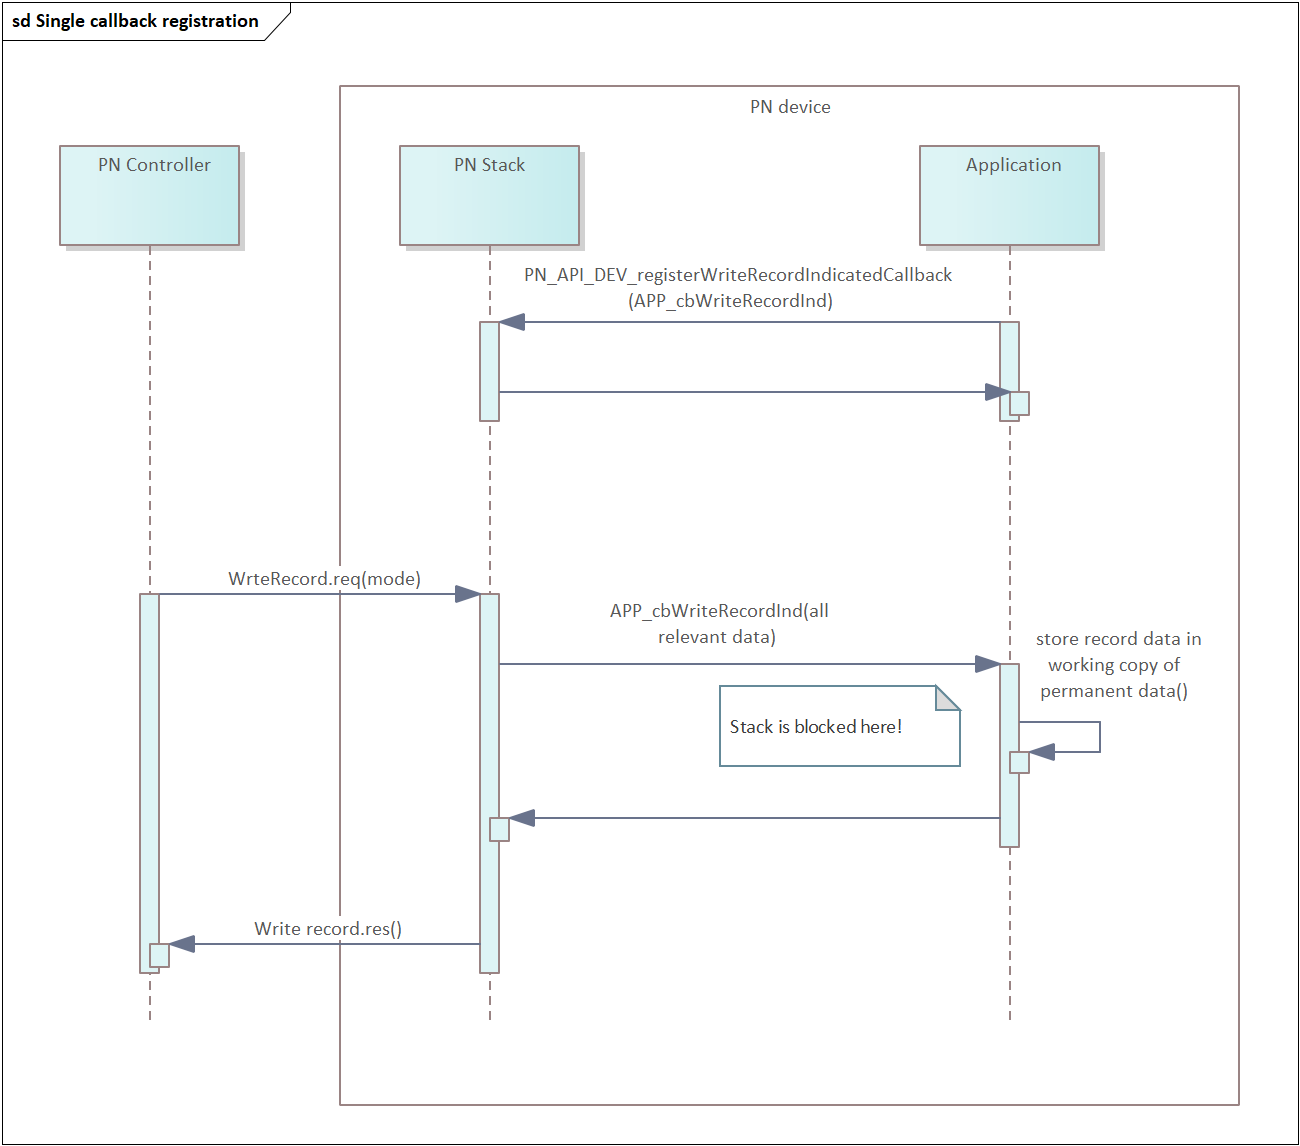 sd Single callback registration
PN device
PN Controller
PN Stack
Application
PN_API_DEV_registerWriteRecordIndicatedCallback
(APP_cbWriteRecordInd)
WrteRecord.req(mode)
APP_cbWriteRecordInd(all
relevant data)
store record data in
working copy of
permanent data()
Stack is blocked here!
Write record.res()